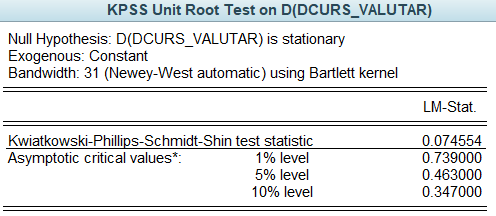 KPSS Unit Root Test on D(DCURS_VALUTAR)
Null Hypothesis: D(DCURS_VALUTAR) is stationary
Exogenous: Constant
Bandwidth: 31 (Newey-West automatic) using Bartlett kernel
LM-Stat.
Kwiatkowski-Phillips-Schmidt-Shin test statistic 0.074554
Asymptotic critical values*: 1% level 0.739000
5% level 0.463000
10% level 0.347000